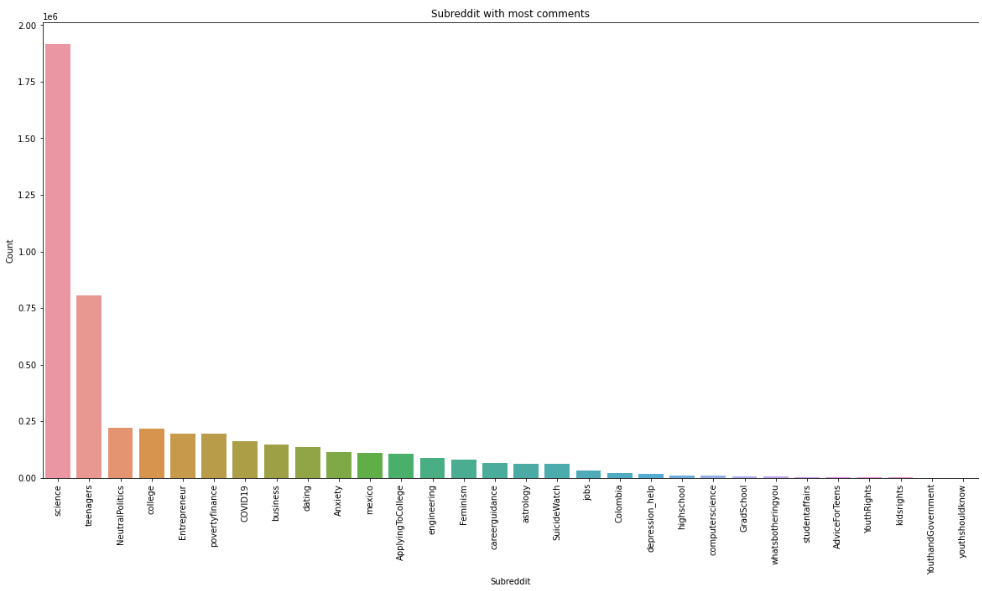 Subreddit with most comments
1e6
2.00
1.75
1.50
1.25
1.00
0.75
0.50
0.25
0.00
Count
science
teenagers
NeutralPolitics
college
Entrepreneur
povertyfinance
COVID19
business
dating
Anxiety
mexico
ApplyingToCollege
engineering
Feminism
careerguidance
astrology
SuicideWatch
jobs
Colombia
depression_help
highschool
computerscience
GradSchool
whatsbotheringyou
studentaffairs
AdviceForTeens
YouthRights
kidsrights
YouthandGovernment
youthshouldknow
Subreddit